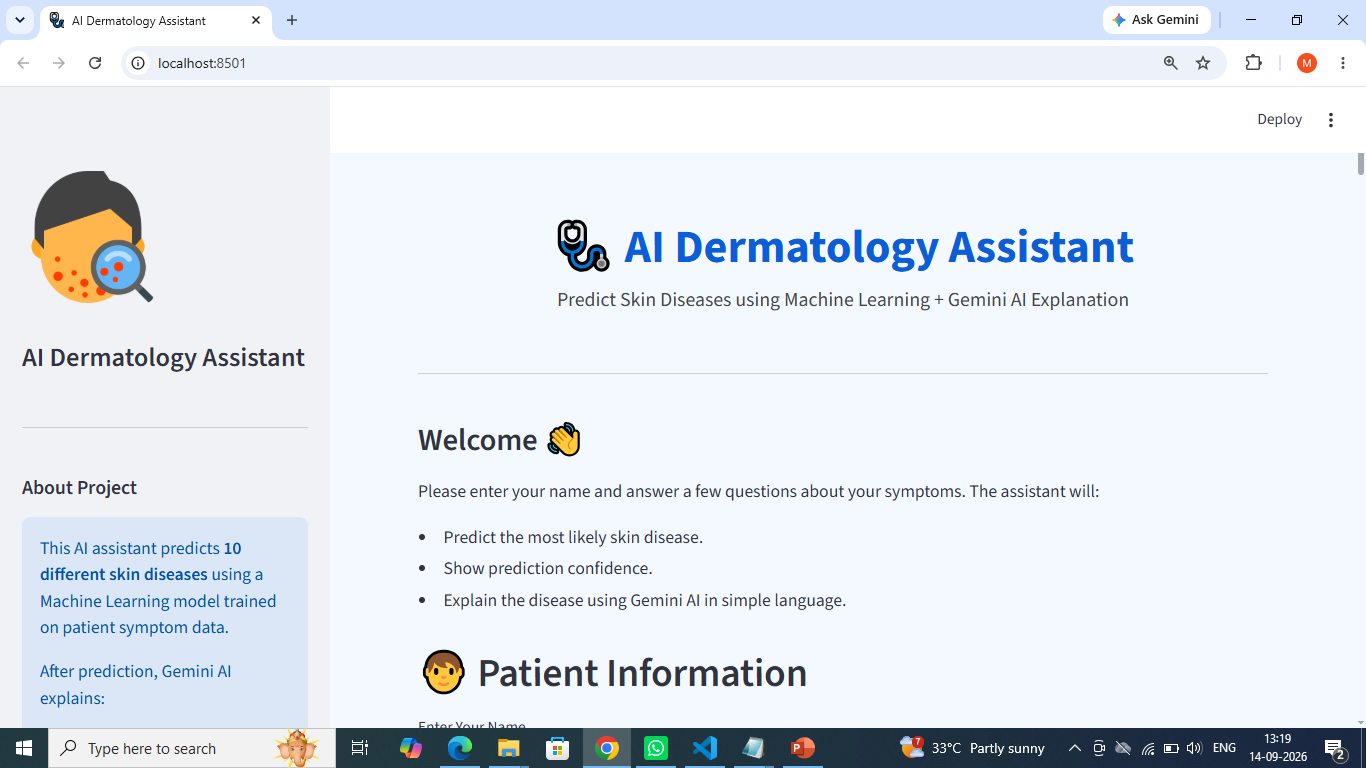 AI Dermatology Assistant
Ask Gemini
localhost:8501
M
Deploy
AI Dermatology Assistant
About Project
This AI assistant predicts 10
different skin diseases using a
Machine Learning model trained
on patient symptom data.
After prediction, Gemini AI
explains:
AI Dermatology Assistant
Predict Skin Diseases using Machine Learning + Gemini AI Explanation
Welcome
Please enter your name and answer a few questions about your symptoms. The assistant will:
• Predict the most likely skin disease.
• Show prediction confidence.
• Explain the disease using Gemini AI in simple language.
Patient Information
Enter Your Name
Type here to search
7
33°C Partly sunny
ENG
13:19
14-09-2026
2